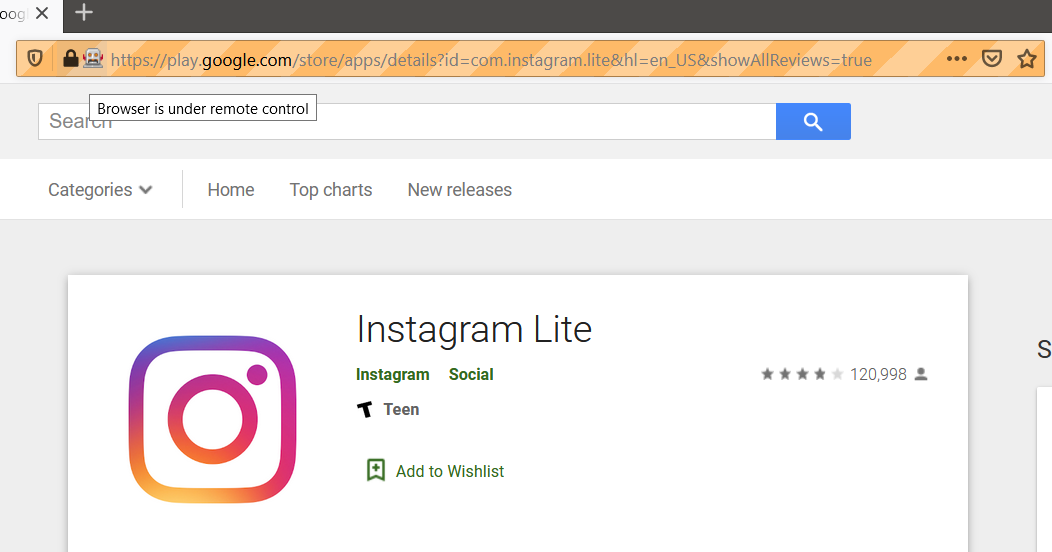 https://play.google.com/store/apps/details?id=com.instagram.lite&hl=en_US&showAllReviews=true
Browser is under remote control
Search
Categories Home Top charts New releases
Instagram Lite
Instagram Social 120,998
Teen
Add to Wishlist